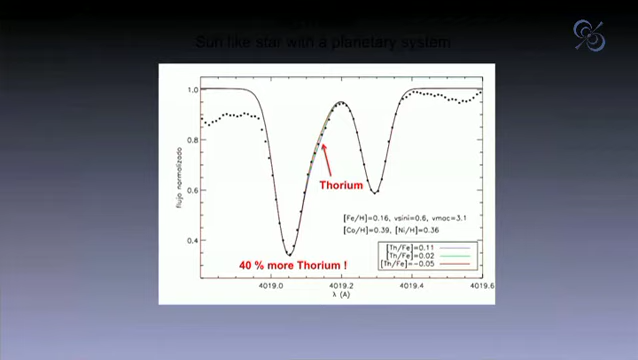 Sun like star with a planetary system
1.0
0.8
0.6
0.4
flujo normalizado
Thorium
[Fe/H]=0.16, vsini=0.6, vmac=3.1
[Co/H]=0.39, [Ni/H]=0.36
[Th/Fe]=0.11
[Th/Fe]=0.02
[Th/Fe]=-0.05
40 % more Thorium !
4019.0 4019.2 4019.4 4019.6
λ (A)